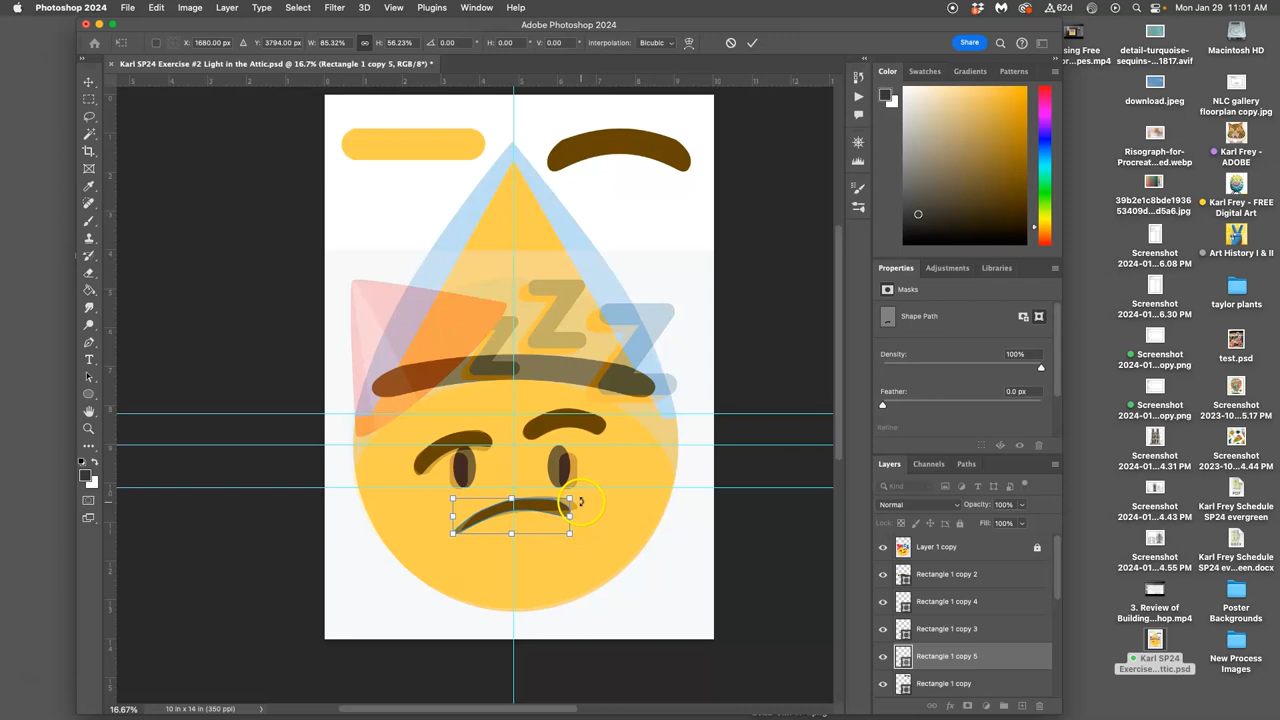 Photoshop 2024 File Edit Image Layer Type Select Filter 3D View Plugins Window Help 62d Mon Jan 29 11:01 AM
Adobe Photoshop 2024
X: 1680.00 px Y: 3794.00 px W: 85.32% H: 56.23% 0.00 ° H: 0.00 ° V: 0.00 ° Interpolation: Bicubic Share
Karl SP24 Exercise #2 Light in the Attic.psd @ 16.7% (Rectangle 1 copy 5, RGB/8*) *
Color Swatches Gradients Patterns
Properties Adjustments Libraries
Masks
Shape Path
Density: 100%
Feather: 0.0 px
Refine:
Layers Channels Paths
Kind
Normal Opacity: 100%
Lock: Fill: 100%
Layer 1 copy
Rectangle 1 copy 2
Rectangle 1 copy 4
Rectangle 1 copy 3
Rectangle 1 copy 5
Rectangle 1 copy
z Z Z
16.67% 10 in x 14 in (350 ppi)
sing Free
pes.mp4
detail-turquoise-
sequins-...1817.avif
Macintosh HD
download.jpeg
NLC gallery
floorplan copy.jpg
Risograph-for-
Procreat...ed.webp
Karl Frey -
ADOBE
39b2e1c8bde1936
53409d...d5a6.jpg
Karl Frey - FREE
Digital Art
Screenshot
2024-01...6.08 PM
Art History I & II
Screenshot
2024-01...6.30 PM
taylor plants
Screenshot
2024-01...opy.png
test.psd
Screenshot
2024-01...opy.png
Screenshot
2023-10...5.17 PM
Screenshot
2024-01...4.31 PM
Screenshot
2023-10...4.44 PM
Screenshot
2024-01...4.43 PM
Karl Frey Schedule
SP24 evergreen
Screenshot
2024-01...4.55 PM
Karl Frey Schedule
SP24 ev...een.docx
3. Review of
Building...hop.mp4
Poster
Backgrounds
Karl SP24
Exercise...ttic.psd
New Process
Images